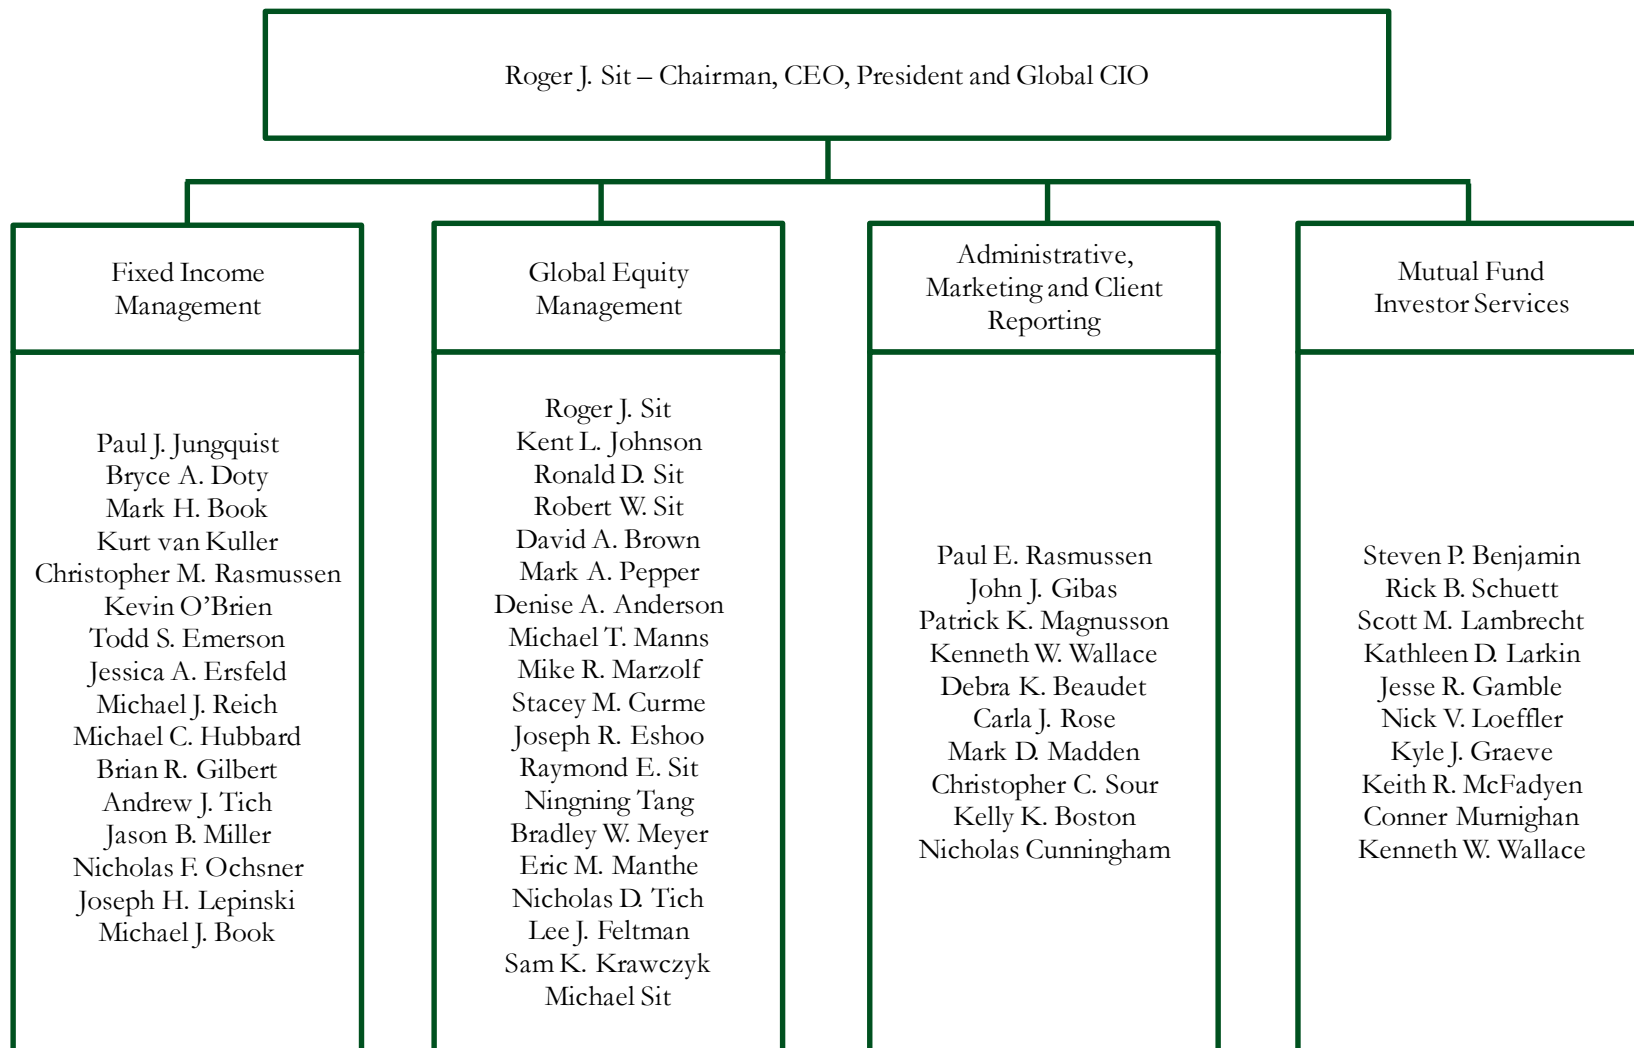 Roger J. Sit – Chairman, CEO, President and Global CIO
Fixed Income
Management
Paul J. Jungquist
Bryce A. Doty
Mark H. Book
Kurt van Kuller
Christopher M. Rasmussen
Kevin O’Brien
Todd S. Emerson
Jessica A. Ersfeld
Michael J. Reich
Michael C. Hubbard
Brian R. Gilbert
Andrew J. Tich
Jason B. Miller
Nicholas F. Ochsner
Joseph H. Lepinski
Michael J. Book
Global Equity
Management
Roger J. Sit
Kent L. Johnson
Ronald D. Sit
Robert W. Sit
David A. Brown
Mark A. Pepper
Denise A. Anderson
Michael T. Manns
Mike R. Marzolf
Stacey M. Curme
Joseph R. Eshoo
Raymond E. Sit
Ningning Tang
Bradley W. Meyer
Eric M. Manthe
Nicholas D. Tich
Lee J. Feltman
Sam K. Krawczyk
Michael Sit
Administrative,
Marketing and Client
Reporting
Paul E. Rasmussen
John J. Gibas
Patrick K. Magnusson
Kenneth W. Wallace
Debra K. Beaudet
Carla J. Rose
Mark D. Madden
Christopher C. Sour
Kelly K. Boston
Nicholas Cunningham
Mutual Fund
Investor Services
Steven P. Benjamin
Rick B. Schuett
Scott M. Lambrecht
Kathleen D. Larkin
Jesse R. Gamble
Nick V. Loeffler
Kyle J. Graeve
Keith R. McFadyen
Conner Murnighan
Kenneth W. Wallace